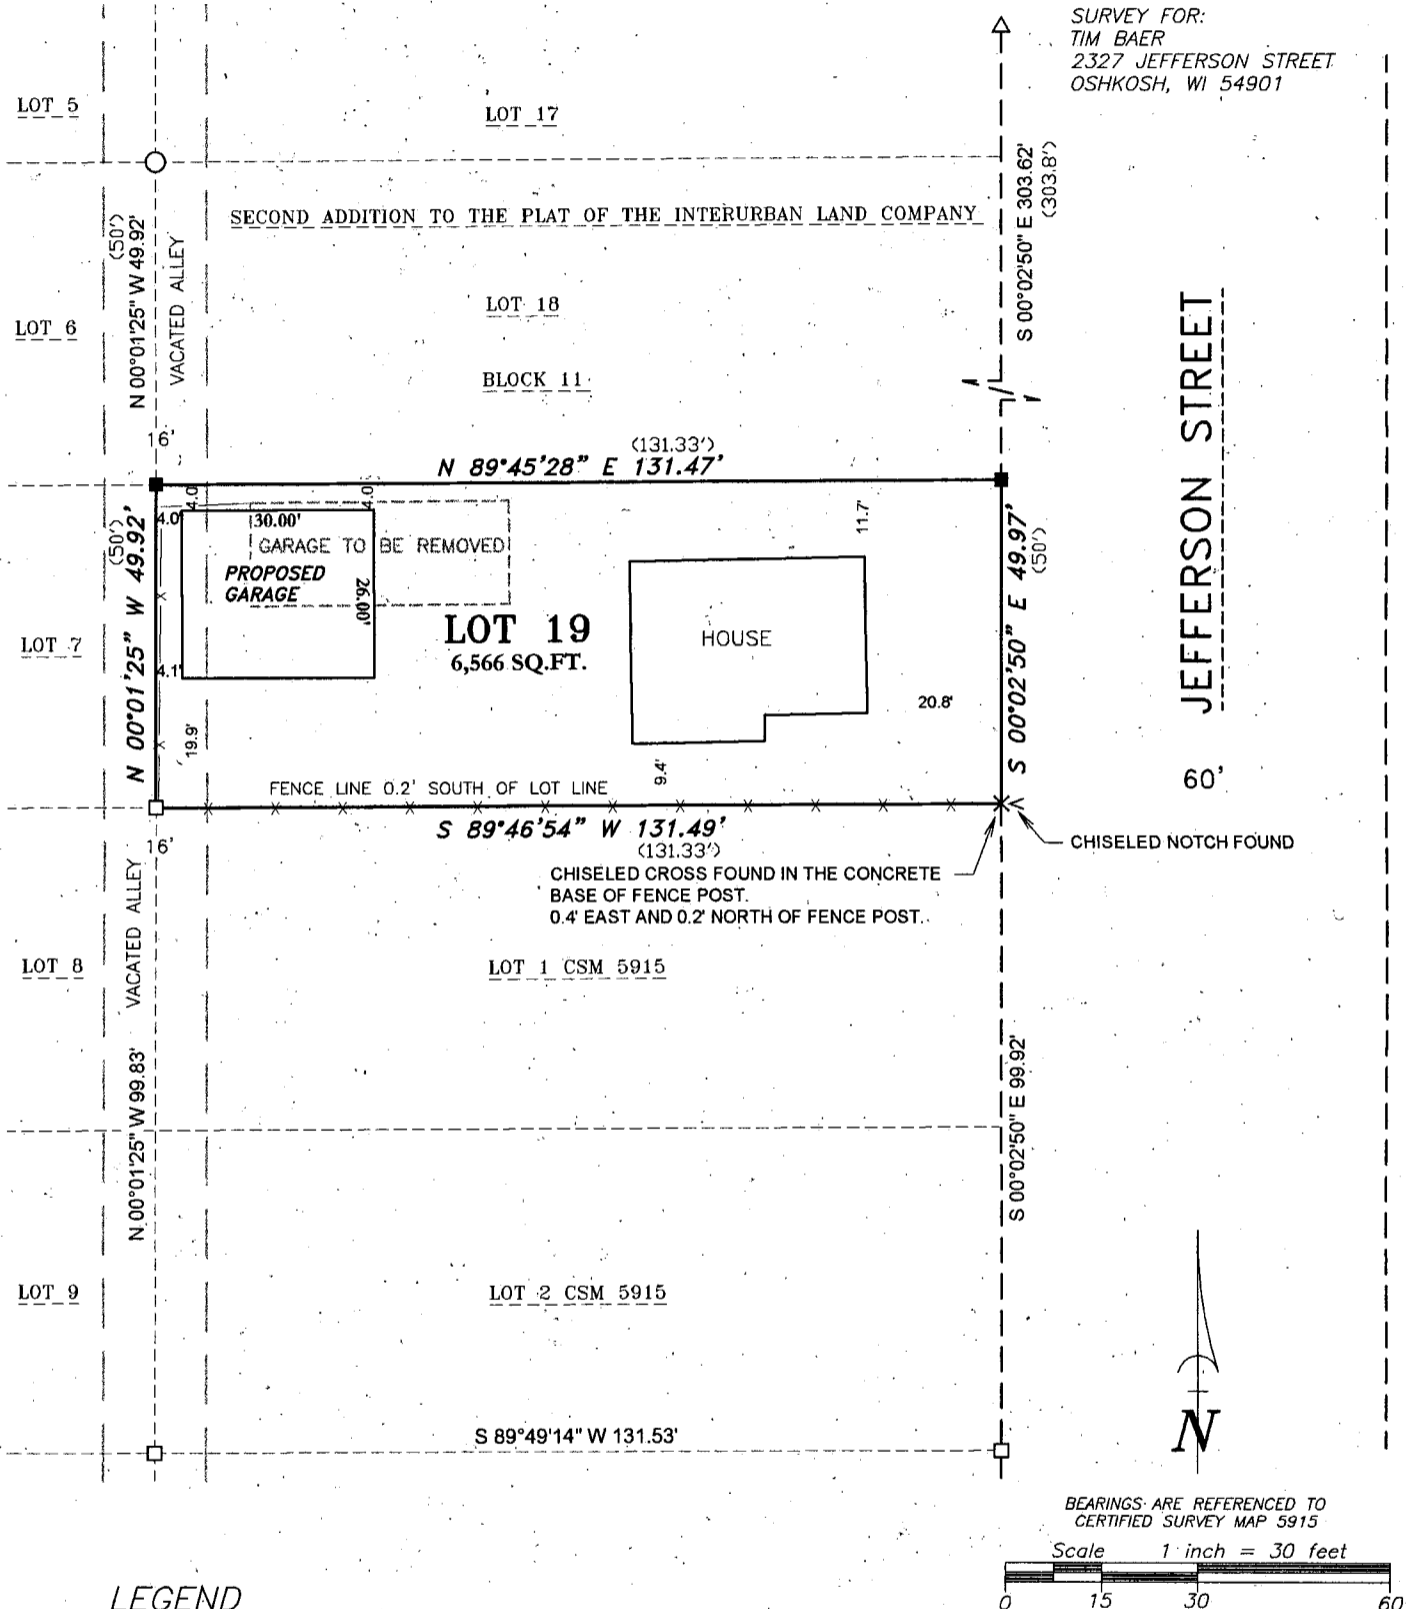 SURVEY FOR:
TIM BAER
2327 JEFFERSON STREET
OSHKOSH, WI 54901
LOT 5
LOT 17
S 00°02'50" E 303.62'
(303.8')
SECOND ADDITION TO THE PLAT OF THE INTERURBAN LAND COMPANY
(50')
N 00°01'25" W 49.92'
VACATED ALLEY
LOT 6
LOT 18
BLOCK 11
JEFFERSON STREET
60'
16'
(131.33')
N 89°45'28" E 131.47'
4.0'
4.0'
4.0'
30.00'
GARAGE TO BE REMOVED
PROPOSED
GARAGE
26.00'
11.7'
(50')
N 00°01'25" W 49.92'
S 00°02'50" E 49.97'
(50')
LOT 7
LOT 19
6,566 SQ.FT.
HOUSE
4.1'
20.8'
19.9'
9.4'
FENCE LINE 0.2' SOUTH OF LOT LINE
S 89°46'54" W 131.49'
(131.33')
16'
CHISELED NOTCH FOUND
CHISELED CROSS FOUND IN THE CONCRETE
BASE OF FENCE POST.
0.4' EAST AND 0.2' NORTH OF FENCE POST.
VACATED ALLEY
LOT 8
LOT 1 CSM 5915
N 00°01'25" W 99.83'
S 00°02'50" E 99.92'
LOT 9
LOT 2 CSM 5915
S 89°49'14" W 131.53'
N
BEARINGS ARE REFERENCED TO
CERTIFIED SURVEY MAP 5915
Scale 1 inch = 30 feet
0 15 30 60
LEGEND